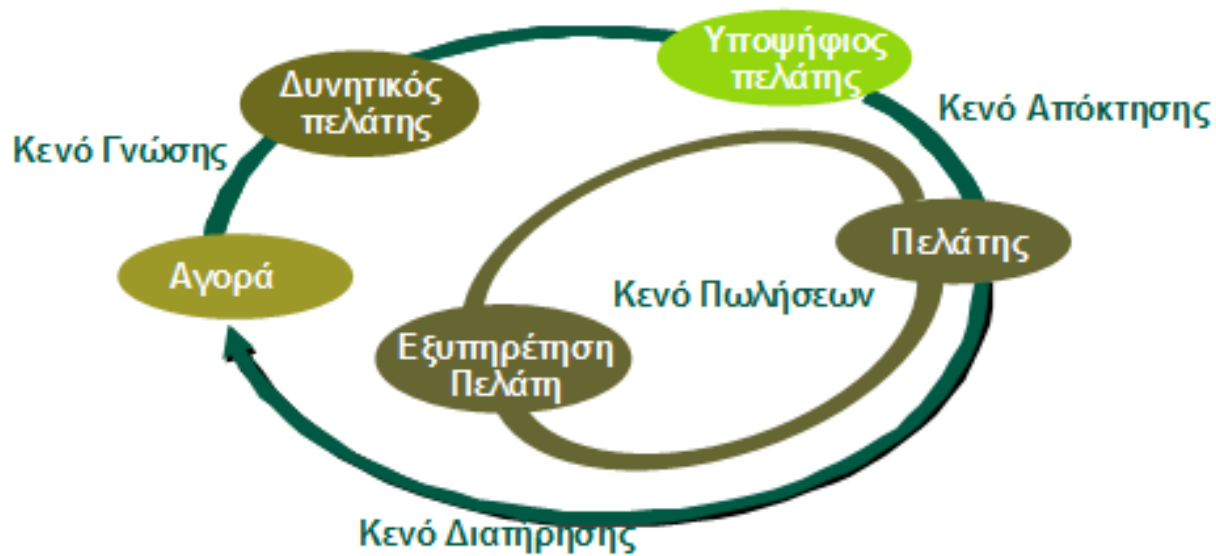 Υποψήφιος
πελάτης
Δυνητικός
πελάτης
Κενό Απόκτησης
Κενό Γνώσης
Πελάτης
Αγορά
Κενό Πωλήσεων
Εξυπηρέτηση
Πελάτη
Κενό Διατήρησης